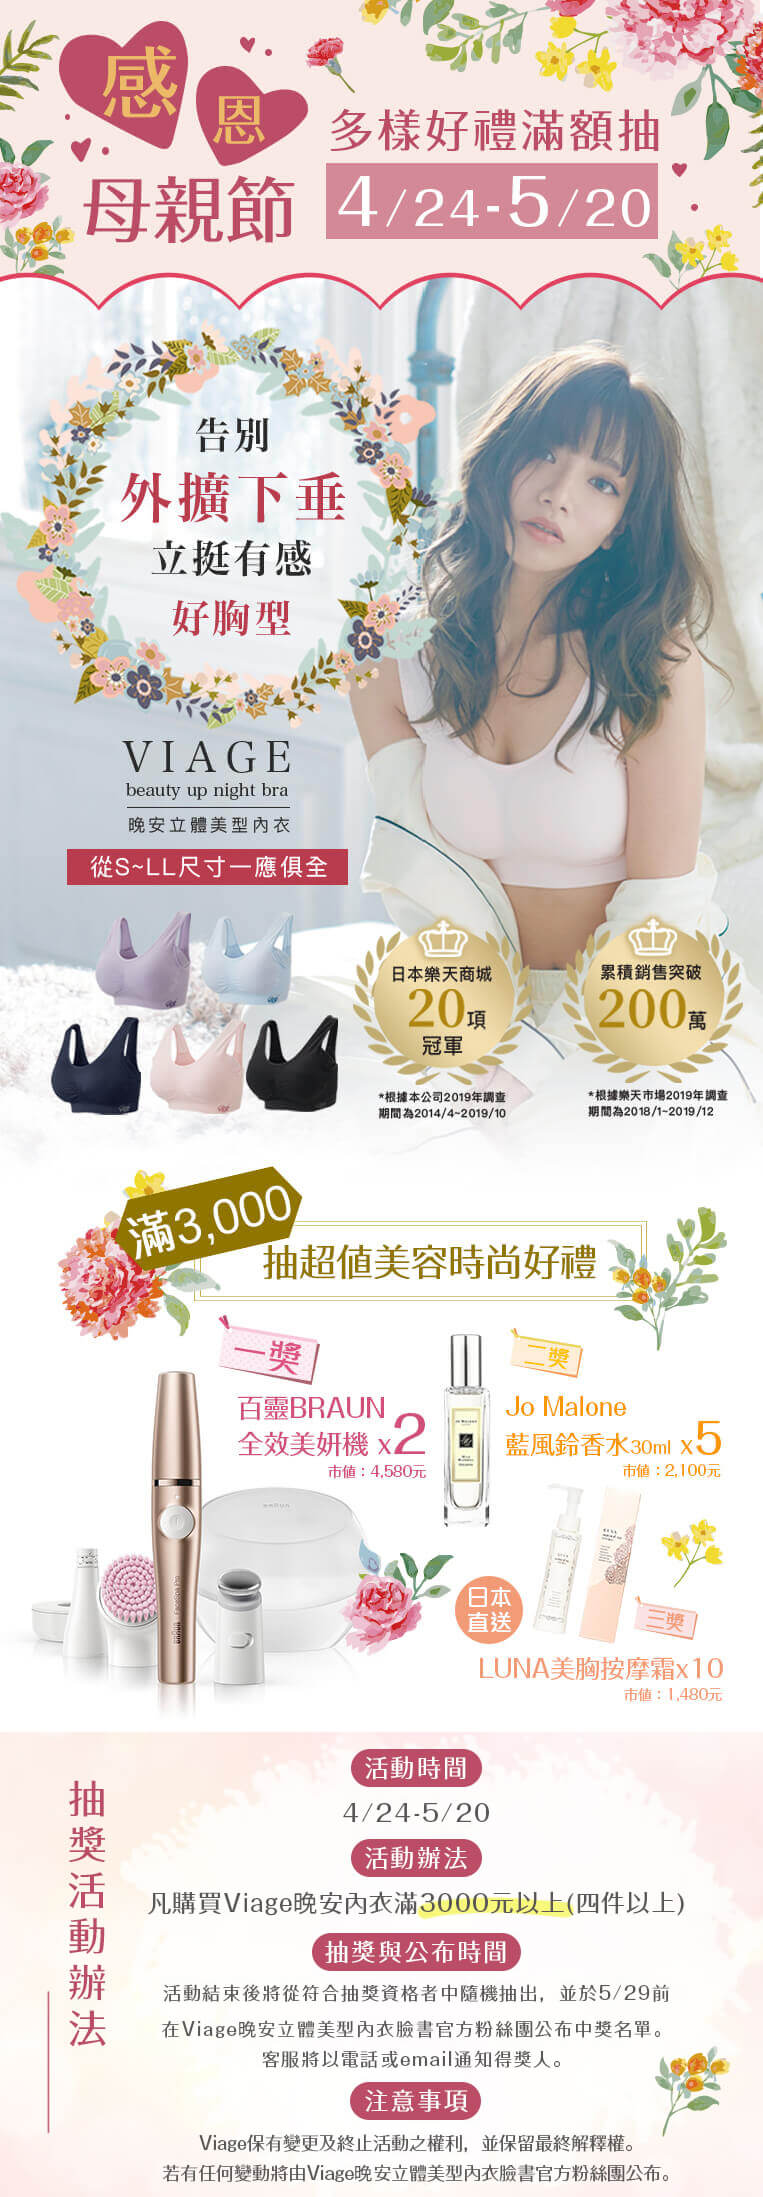 感恩
母親節
多樣好禮滿額抽
4/24-5/20
告別
外擴下垂
立挺有感
好胸型
VIAGE
beauty up night bra
晚安立體美型內衣
從S~LL尺寸一應俱全
日本樂天商城
20項
冠軍
*根據本公司2019年調查
期間為2014/4~2019/10
累積銷售突破
200萬
*根據樂天市場2019年調查
期間為2018/1~2019/12
滿3,000
抽超值美容時尚好禮
一獎
百靈BRAUN
全效美妍機 x2
市值：4,580元
二獎
Jo Malone
藍風鈴香水30ml x5
市值：2,100元
BRAUN
日本
直送
三獎
LUNA美胸按摩霜x10
市值：1,480元
抽獎活動辦法
活動時間
4/24-5/20
活動辦法
凡購買Viage晚安內衣滿3000元以上(四件以上)
抽獎與公布時間
活動結束後將從符合抽獎資格者中隨機抽出，並於5/29前
在Viage晚安立體美型內衣臉書官方粉絲團公布中獎名單。
客服將以電話或email通知得獎人。
注意事項
Viage保有變更及終止活動之權利，並保留最終解釋權。
若有任何變動將由Viage晚安立體美型內衣臉書官方粉絲團公布。